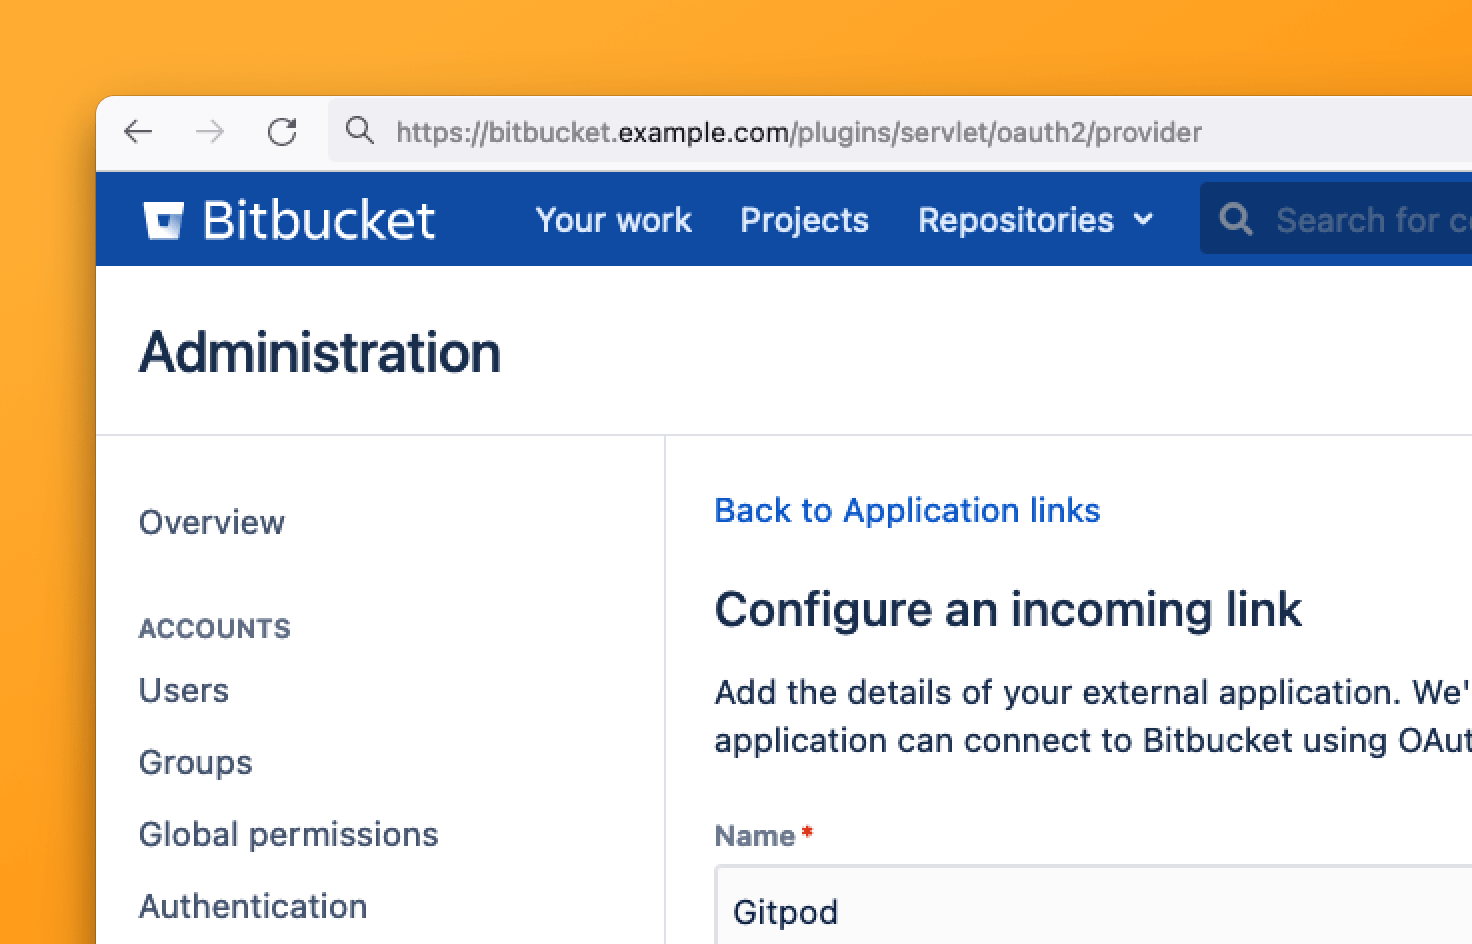 https://bitbucket.example.com/plugins/servlet/oauth2/provider
Bitbucket Your work Projects Repositories Search for
Administration
Overview
ACCOUNTS
Users
Groups
Global permissions
Authentication
Back to Application links
Configure an incoming link
Add the details of your external application. We'
application can connect to Bitbucket using
Name *
Gitpod